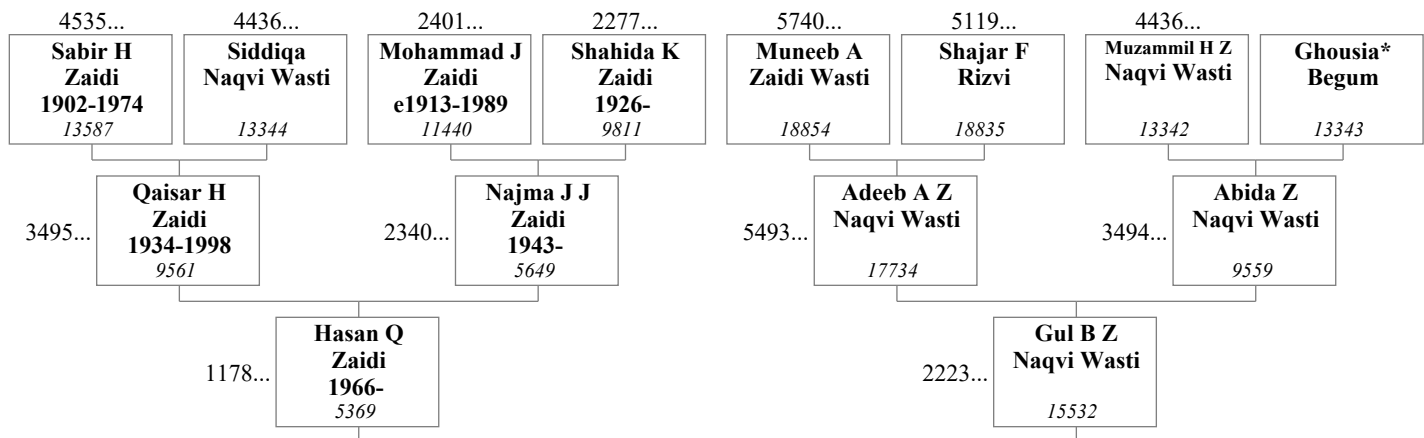 4535...
4436...
2401...
2277...
5740...
5119...
4436...
Sabir H
Zaidi
1902-1974
13587
Siddiqa
Naqvi Wasti
13344
Mohammad J
Zaidi
e1913-1989
11440
Shahida K
Zaidi
1926-
9811
Muneeb A
Zaidi Wasti
18854
Shajar F
Rizvi
18835
Muzammil H Z
Naqvi Wasti
13342
Ghousia*
Begum
13343
3495...
Qaisar H
Zaidi
1934-1998
9561
2340...
Najma J J
Zaidi
1943-
5649
5493...
Adeeb A Z
Naqvi Wasti
17734
3494...
Abida Z
Naqvi Wasti
9559
1178...
Hasan Q
Zaidi
1966-
5369
2223...
Gul B Z
Naqvi Wasti
15532